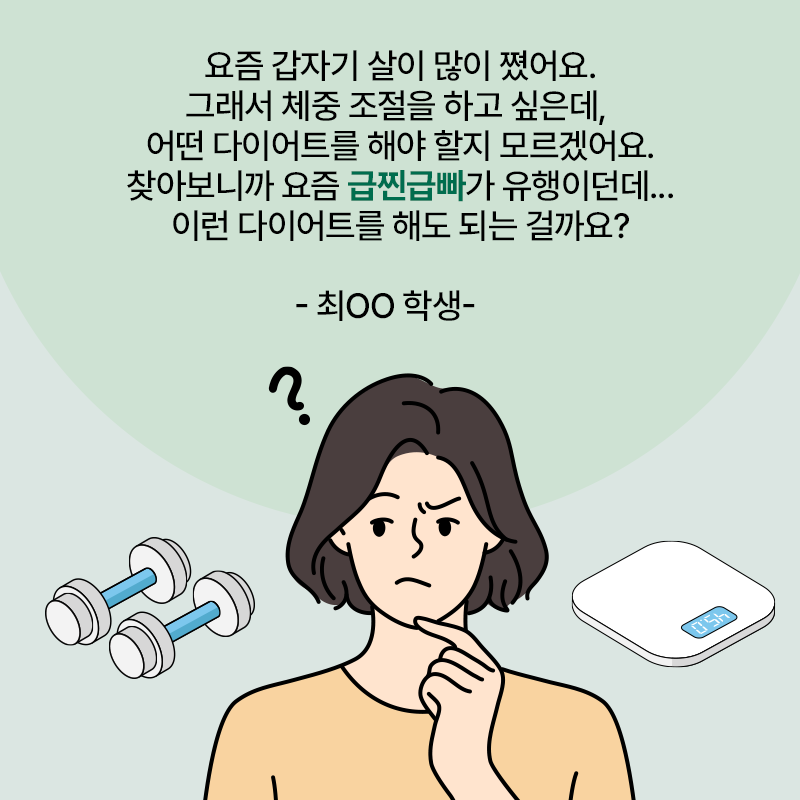 요즘 갑자기 살이 많이 쪘어요.
그래서 체중 조절을 하고 싶은데,
어떤 다이어트를 해야 할지 모르겠어요.
찾아보니까 요즘 급찐급빠가 유행이던데...
이런 다이어트를 해도 되는 걸까요?
- 최OO 학생-
?
45.0